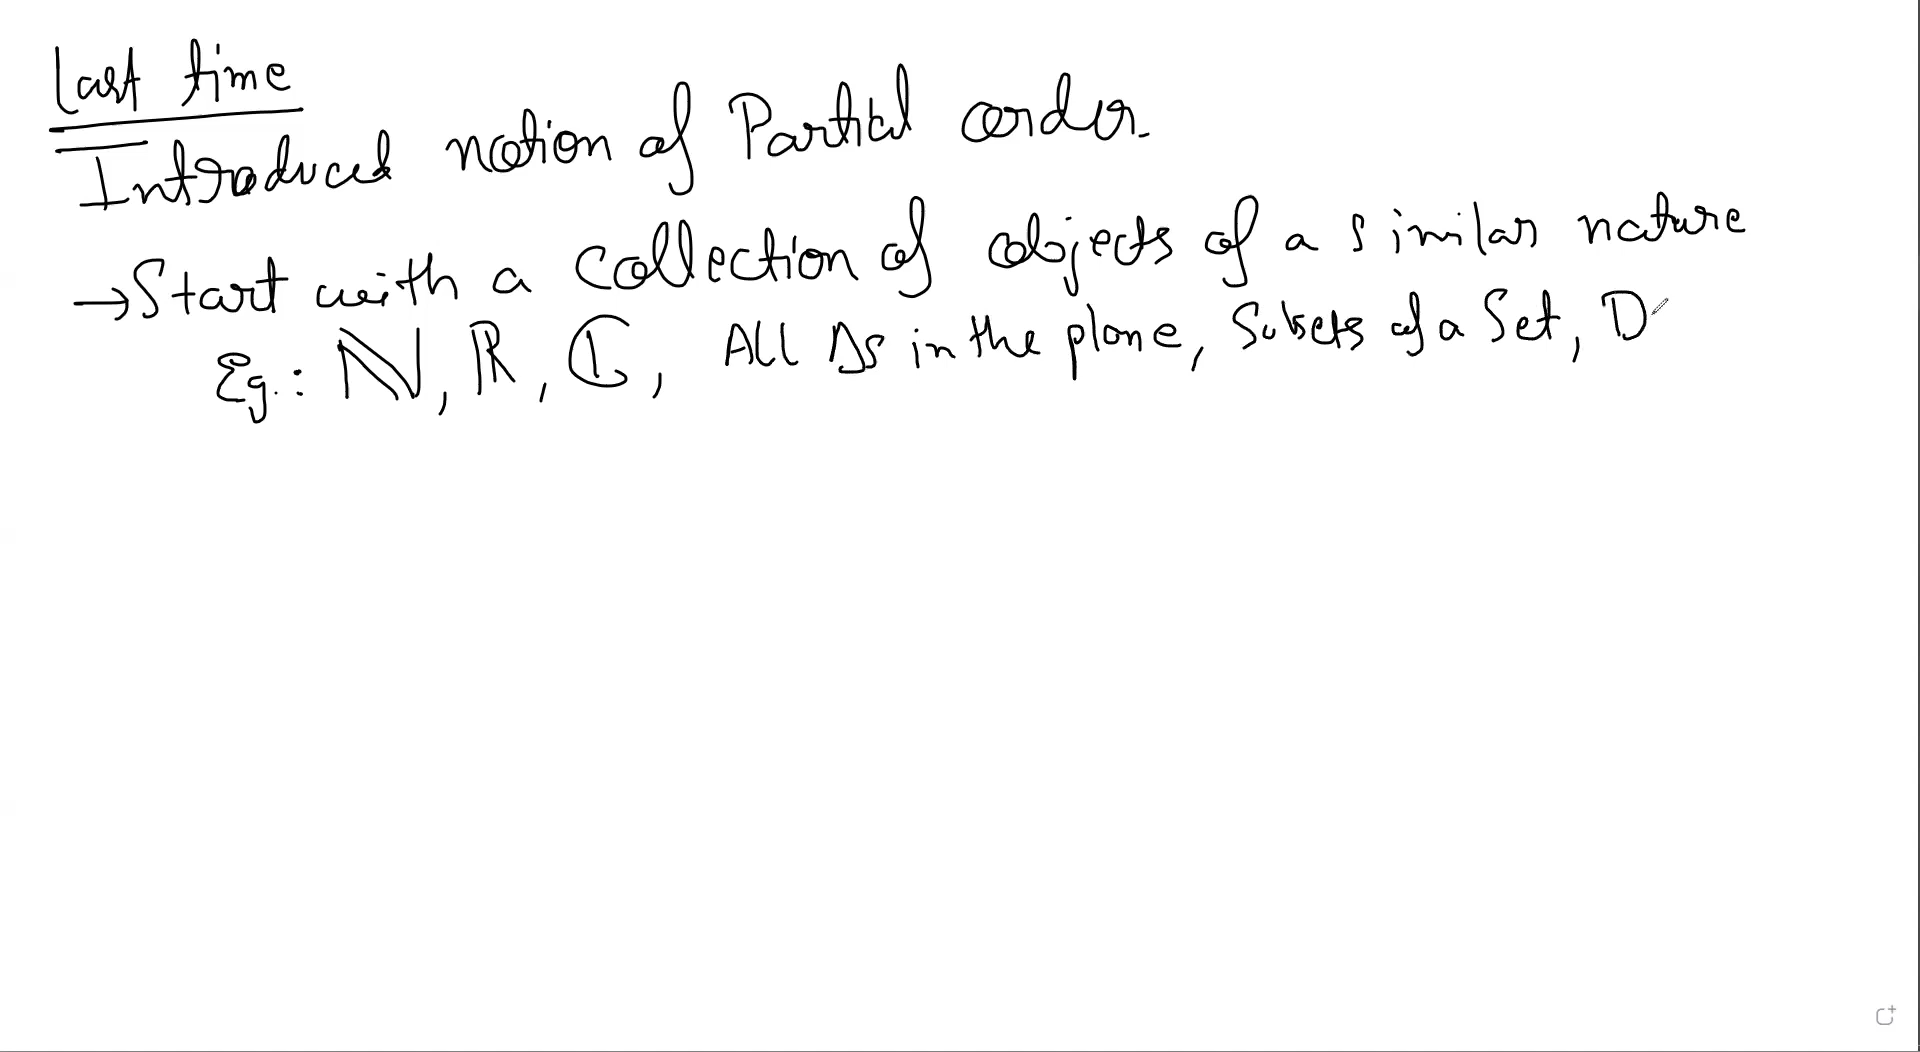 Last time
Introduced notion of Partial order.
→ Start with a collection of objects of a similar nature
Eg.: ℕ, ℝ, ℂ, All Δs in the plane, Subsets of a Set, D